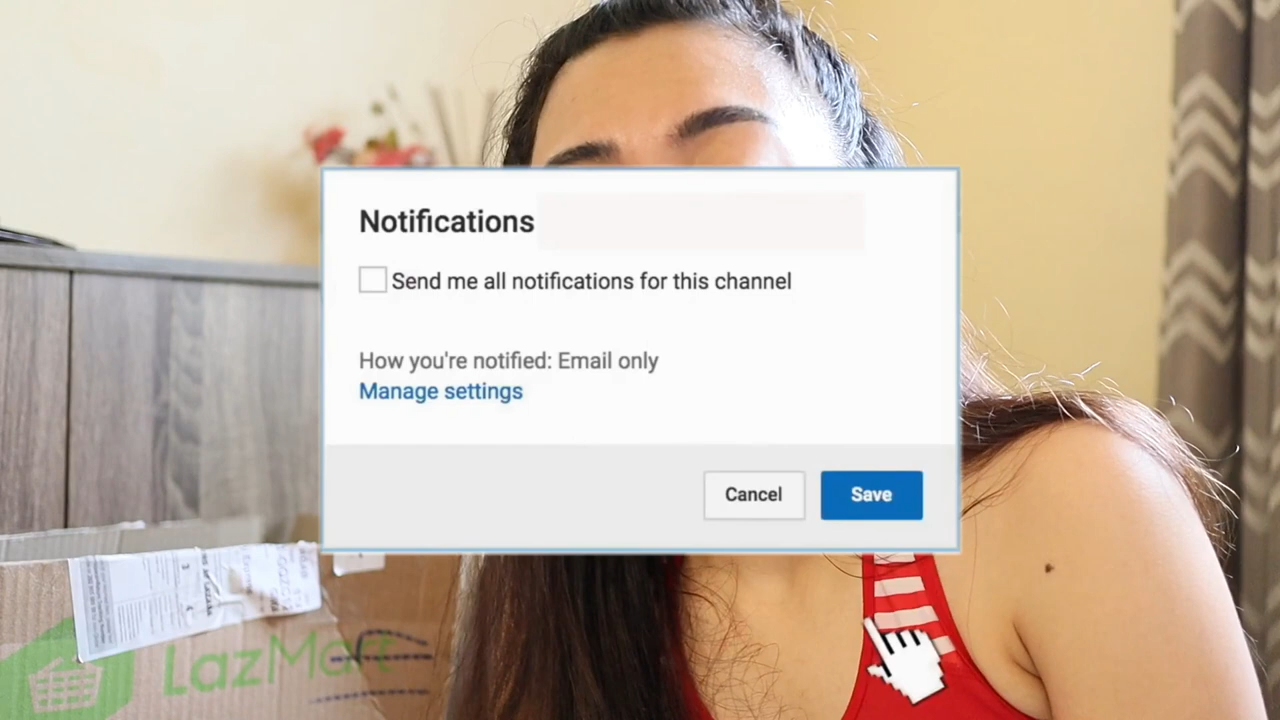 Notifications
Send me all notifications for this channel
How you're notified: Email only
Manage settings
Cancel
Save
LazMart